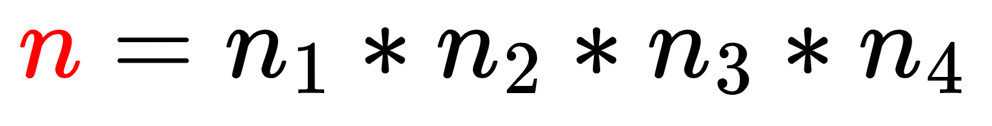 n = n₁ * n₂ * n₃ * n₄